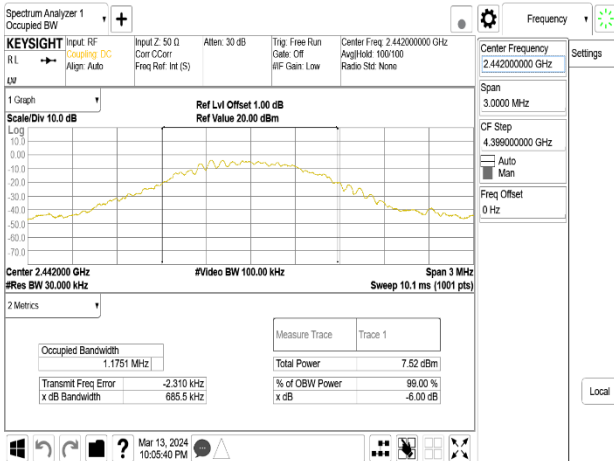 Spectrum Analyzer 1
Occupied BW
+
Frequency
KEYSIGHT
RL
Input: RF
Coupling: DC
Align: Auto
Input Z: 50 Ω
Corr CCorr
Freq Ref: Int (S)
Atten: 30 dB
Trig: Free Run
Gate: Off
#IF Gain: Low
Center Freq: 2.442000000 GHz
Avg|Hold: 100/100
Radio Std: None
Center Frequency
2.442000000 GHz
Settings
Span
3.0000 MHz
CF Step
4.399000000 GHz
Auto
Man
Freq Offset
0 Hz
1 Graph
Scale/Div 10.0 dB
Ref Lvl Offset 1.00 dB
Ref Value 20.00 dBm
Log
10.0
0.00
-10.0
-20.0
-30.0
-40.0
-50.0
-60.0
-70.0
Center 2.442000 GHz
#Res BW 30.000 kHz
#Video BW 100.00 kHz
Span 3 MHz
Sweep 10.1 ms (1001 pts)
2 Metrics
Measure Trace Trace 1
Occupied Bandwidth
1.1751 MHz
Total Power 7.52 dBm
Transmit Freq Error -2.310 kHz
% of OBW Power 99.00 %
x dB Bandwidth 685.5 kHz
x dB -6.00 dB
Local
?
Mar 13, 2024
10:05:40 PM